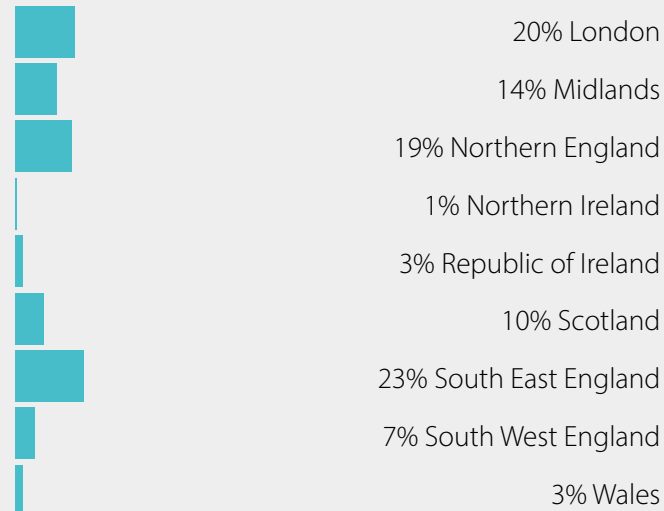 20% London
14% Midlands
19% Northern England
1% Northern Ireland
3% Republic of Ireland
10% Scotland
23% South East England
7% South West England
3% Wales